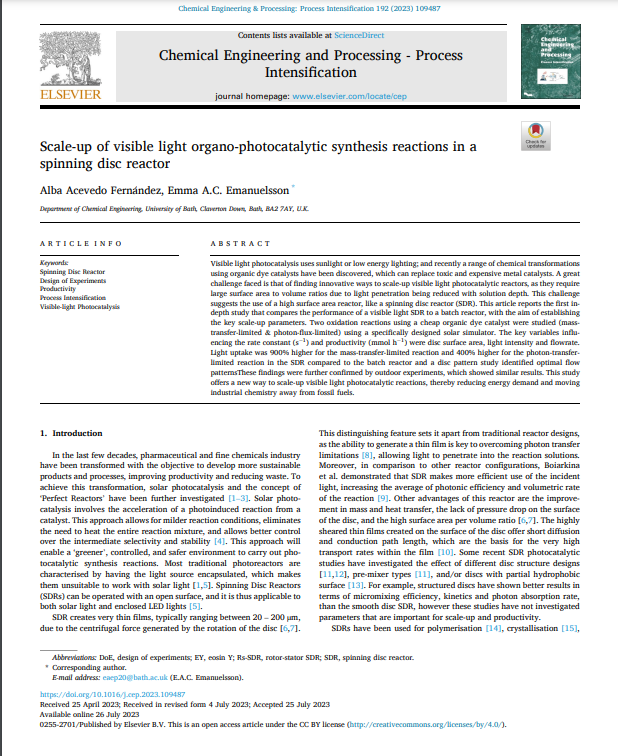 Chemical Engineering & Processing: Process Intensification 192 (2023) 109487
Contents lists available at ScienceDirect
Chemical Engineering and Processing - Process
Intensification
journal homepage: www.elsevier.com/locate/cep
ELSEVIER
Chemical
Engineering
and
Processing
Check for
updates
Scale-up of visible light organo-photocatalytic synthesis reactions in a
spinning disc reactor
Alba Acevedo Fernández, Emma A.C. Emanuelsson *
Department of Chemical Engineering, University of Bath, Claverton Down, Bath, BA2 7AY, U.K.
ARTICLE INFO
Keywords:
Spinning Disc Reactor
Design of Experiments
Productivity
Process Intensification
Visible-light Photocatalysis
ABSTRACT
Visible light photocatalysis uses sunlight or low energy lighting; and recently a range of chemical transformations
using organic dye catalysts have been discovered, which can replace toxic and expensive metal catalysts. A great
challenge faced is that of finding innovative ways to scale-up visible light photocatalytic reactions, as they require
large surface area to volume ratios due to light penetration being reduced with solution depth. This challenge
suggests the use of a high surface area reactor, like a spinning disc reactor (SDR). This article reports the first in-
depth study that compares the performance of a visible light SDR to a batch reactor, with the aim of establishing
the key scale-up parameters. Two oxidation reactions using a cheap organic dye catalyst were studied (mass-
transfer-limited & photon-flux-limited) using a specifically designed solar simulator. The key variables influ-
encing the rate constant (s⁻¹) and productivity (mmol h⁻¹) were disc surface area, light intensity and flowrate.
Light uptake was 900% higher for the mass-transfer-limited reaction and 400% higher for the photon-transfer-
limited reaction in the SDR compared to the batch reactor and a disc pattern study identified optimal flow
patternsThese findings were further confirmed by outdoor experiments, which showed similar results. This study
offers a new way to scale-up visible light photocatalytic reactions, thereby reducing energy demand and moving
industrial chemistry away from fossil fuels.
1. Introduction
In the last few decades, pharmaceutical and fine chemicals industry
have been transformed with the objective to develop more sustainable
products and processes, improving productivity and reducing waste. To
achieve this transformation, solar photocatalysis and the concept of
'Perfect Reactors' have been further investigated [1–3]. Solar photo-
catalysis involves the acceleration of a photoinduced reaction from a
catalyst. This approach allows for milder reaction conditions, eliminates
the need to heat the entire reaction mixture, and allows better control
over the intermediate selectivity and stability [4]. This approach will
enable a 'greener', controlled, and safer environment to carry out pho-
tocatalytic synthesis reactions. Most traditional photoreactors are
characterised by having the light source encapsulated, which makes
them unsuitable to work with solar light [1,5]. Spinning Disc Reactors
(SDRs) can be operated with an open surface, and it is thus applicable to
both solar light and enclosed LED lights [5].
SDR creates very thin films, typically ranging between 20 – 200 μm,
due to the centrifugal force generated by the rotation of the disc [6,7].
This distinguishing feature sets it apart from traditional reactor designs,
as the ability to generate a thin film is key to overcoming photon transfer
limitations [8], allowing light to penetrate into the reaction solutions.
Moreover, in comparison to other reactor configurations, Boiarkina
et al. demonstrated that SDR makes more efficient use of the incident
light, increasing the average of photonic efficiency and volumetric rate
of the reaction [9]. Other advantages of this reactor are the improve-
ment in mass and heat transfer, the lack of pressure drop on the surface
of the disc, and the high surface area per volume ratio [6,7]. The highly
sheared thin films created on the surface of the disc offer short diffusion
and conduction path length, which are the basis for the very high
transport rates within the film [10]. Some recent SDR photocatalytic
studies have investigated the effect of different disc structure designs
[11,12], pre-mixer types [11], and/or discs with partial hydrophobic
surface [13]. For example, structured discs have shown better results in
terms of micromixing efficiency, kinetics and photon absorption rate,
than the smooth disc SDR, however these studies have not investigated
parameters that are important for scale-up and productivity.
SDRs have been used for polymerisation [14], crystallisation [15],
Abbreviations: DoE, design of experiments; EY, eosin Y; Rs-SDR, rotor-stator SDR; SDR, spinning disc reactor.
* Corresponding author.
E-mail address: eaep20@bath.ac.uk (E.A.C. Emanuelsson).
https://doi.org/10.1016/j.cep.2023.109487
Received 25 April 2023; Received in revised form 4 July 2023; Accepted 25 July 2023
Available online 26 July 2023
0255-2701/Published by Elsevier B.V. This is an open access article under the CC BY license (http://creativecommons.org/licenses/by/4.0/).